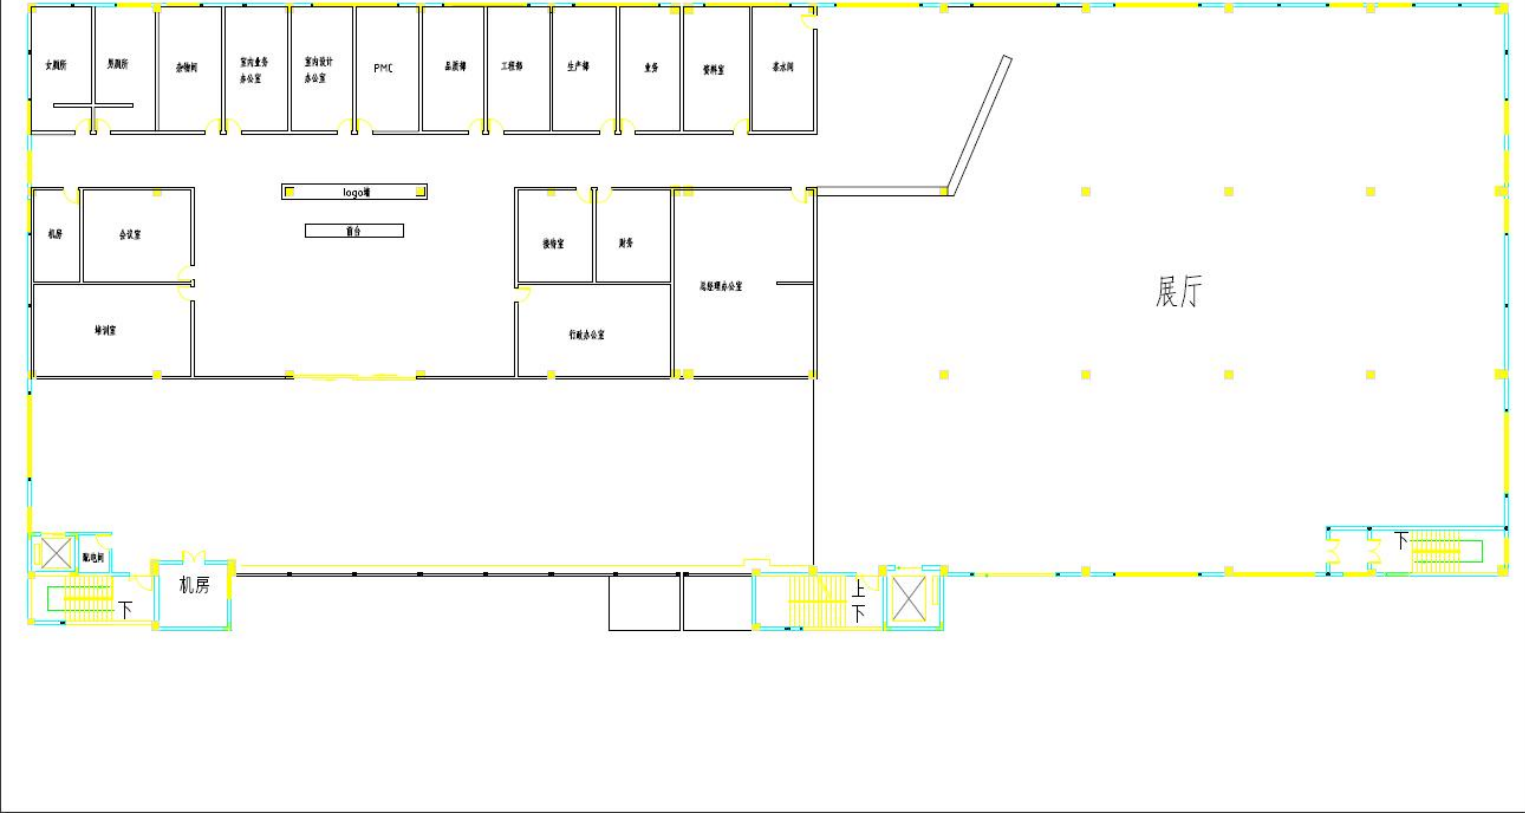 女厕所
男厕所
杂物间
室内业务
办公室
室内设计
办公室
PMC
品质部
工程部
生产部
业务
资料室
茶水间
logo墙
前台
机房
会议室
接待室
财务
总经理办公室
展厅
培训室
行政办公室
配电间
机房
下
上
下
下